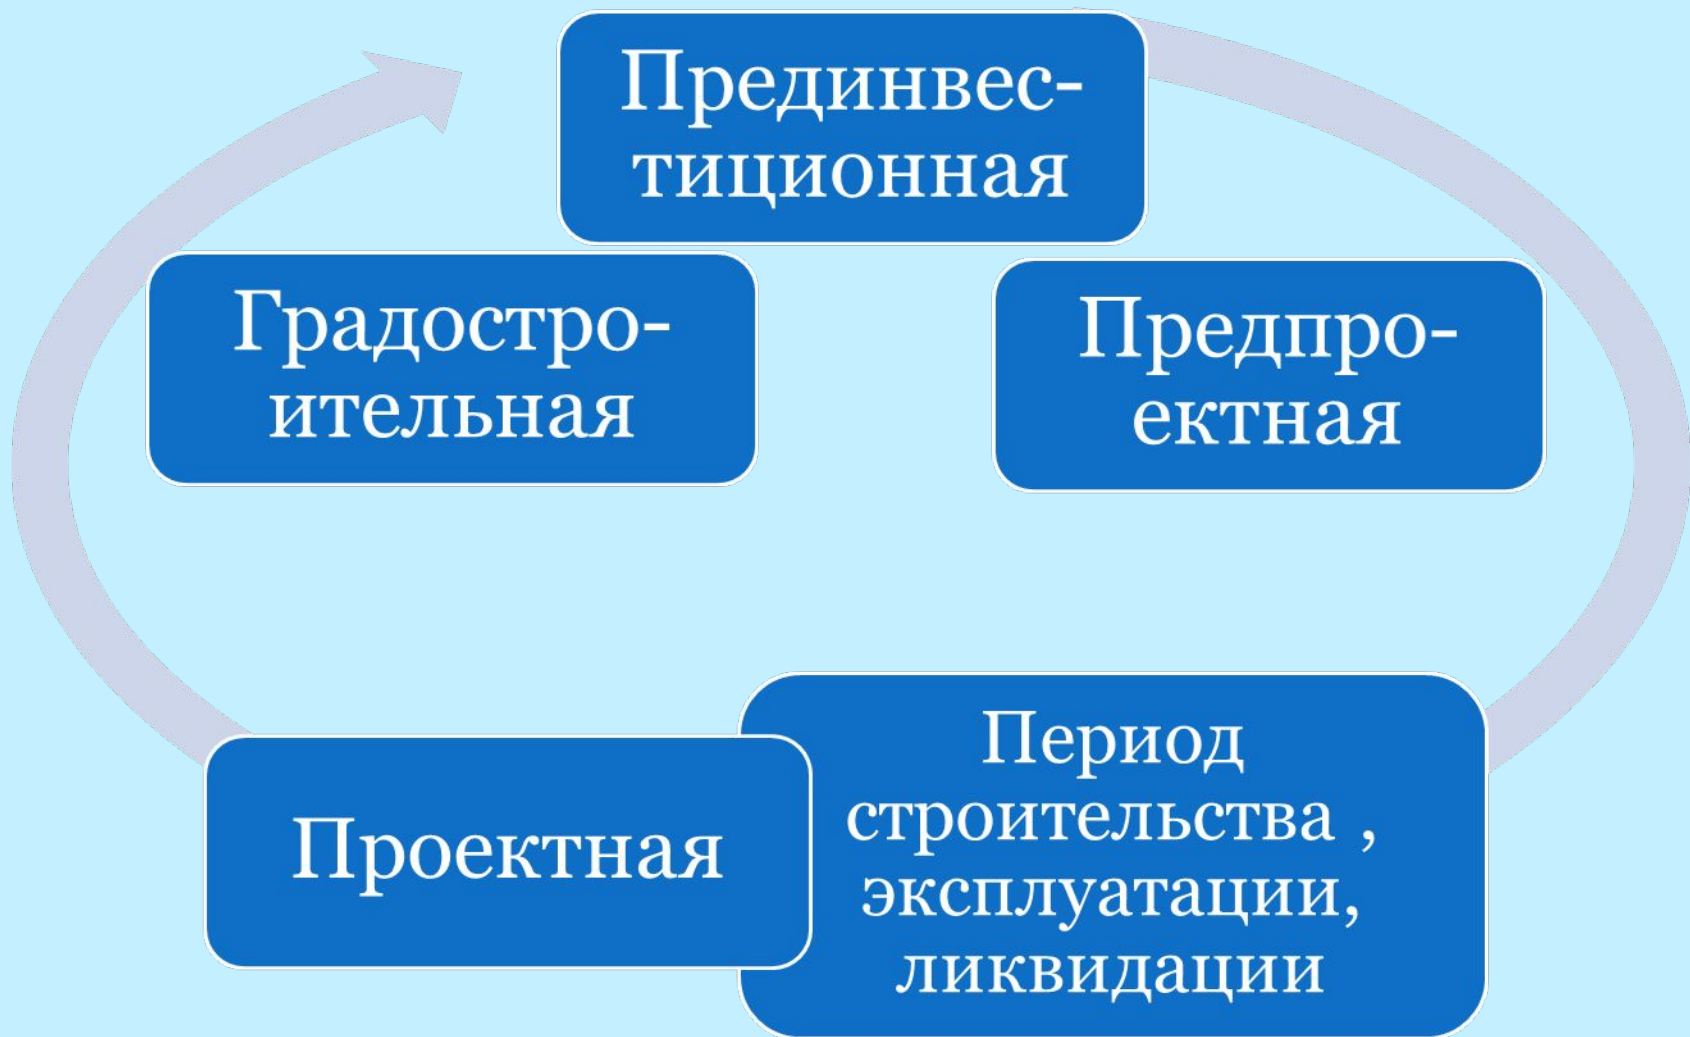 Прединвес-
тиционная
Градостро-
ительная
Предпро-
ектная
Проектная
Период
строительства ,
эксплуатации,
ликвидации